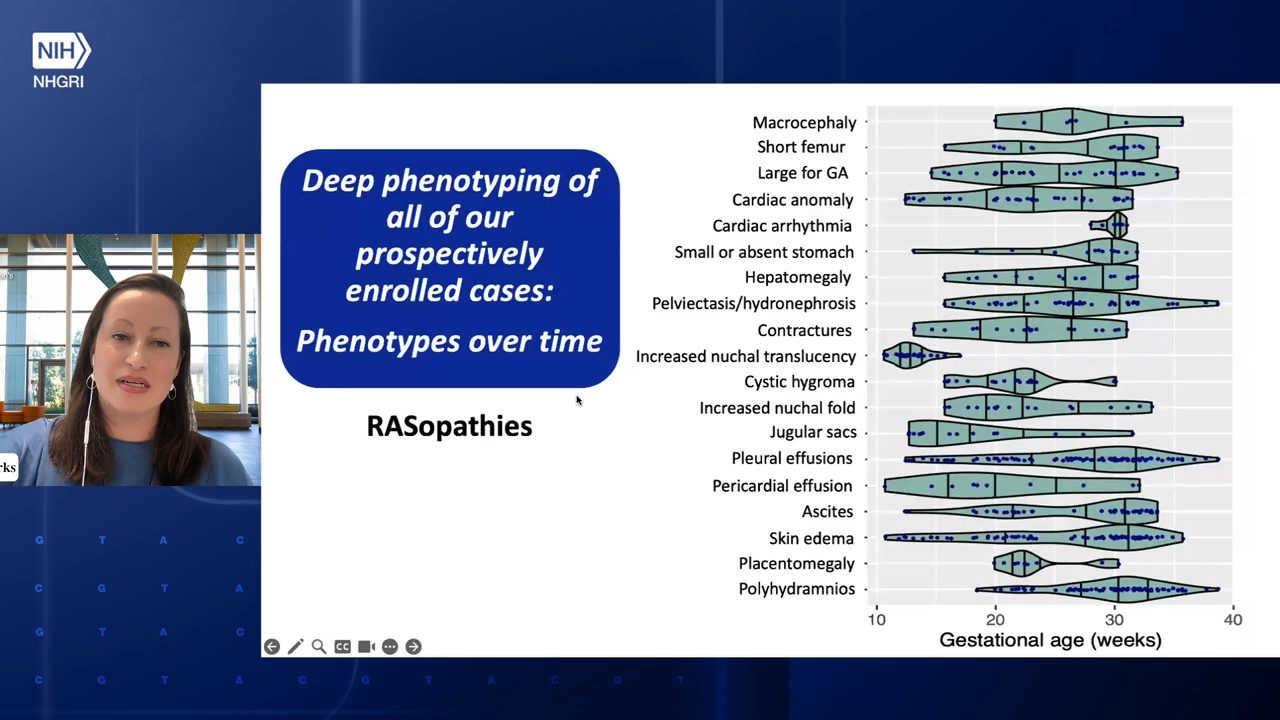 NIH
NHGRI
Deep phenotyping of
all of our
prospectively
enrolled cases:
Phenotypes over time
RASopathies
Macrocephaly
Short femur
Large for GA
Cardiac anomaly
Cardiac arrhythmia
Small or absent stomach
Hepatomegaly
Pelviectasis/hydronephrosis
Contractures
Increased nuchal translucency
Cystic hygroma
Increased nuchal fold
Jugular sacs
Pleural effusions
Pericardial effusion
Ascites
Skin edema
Placentomegaly
Polyhydramnios
10 20 30 40
Gestational age (weeks)
rks
CC
G T A C
C G T A
G T A C
C G T A C G T A C G T